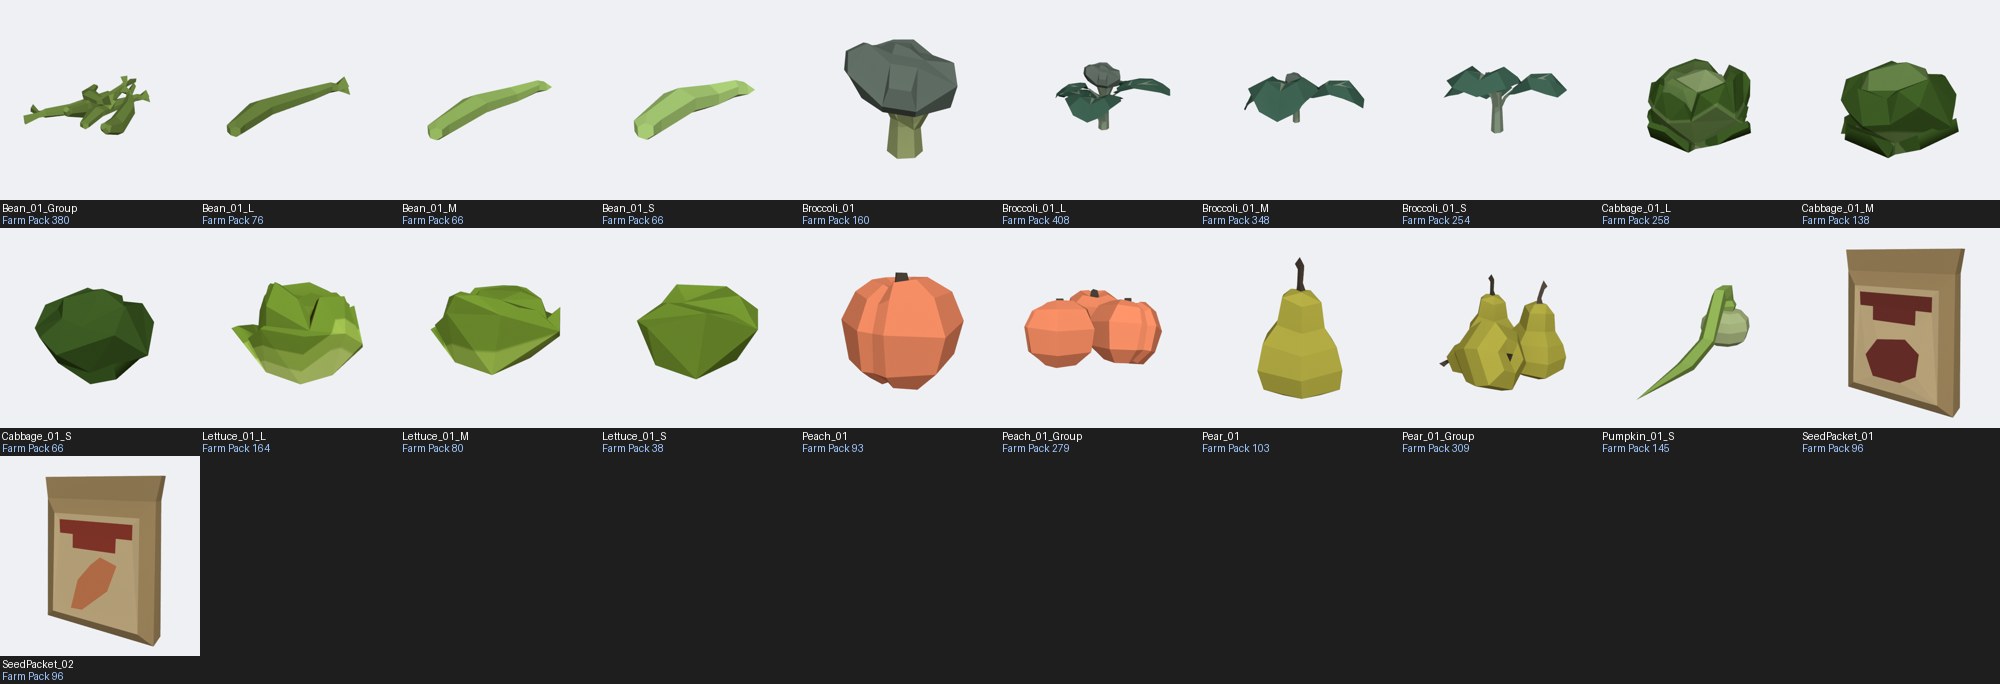 Bean_01_Group
Farm Pack 380
Bean_01_L
Farm Pack 76
Bean_01_M
Farm Pack 66
Bean_01_S
Farm Pack 66
Broccoli_01
Farm Pack 160
Broccoli_01_L
Farm Pack 408
Broccoli_01_M
Farm Pack 348
Broccoli_01_S
Farm Pack 254
Cabbage_01_L
Farm Pack 258
Cabbage_01_M
Farm Pack 138
Cabbage_01_S
Farm Pack 66
Lettuce_01_L
Farm Pack 164
Lettuce_01_M
Farm Pack 80
Lettuce_01_S
Farm Pack 38
Peach_01
Farm Pack 93
Peach_01_Group
Farm Pack 279
Pear_01
Farm Pack 103
Pear_01_Group
Farm Pack 309
Pumpkin_01_S
Farm Pack 145
SeedPacket_01
Farm Pack 96
SeedPacket_02
Farm Pack 96